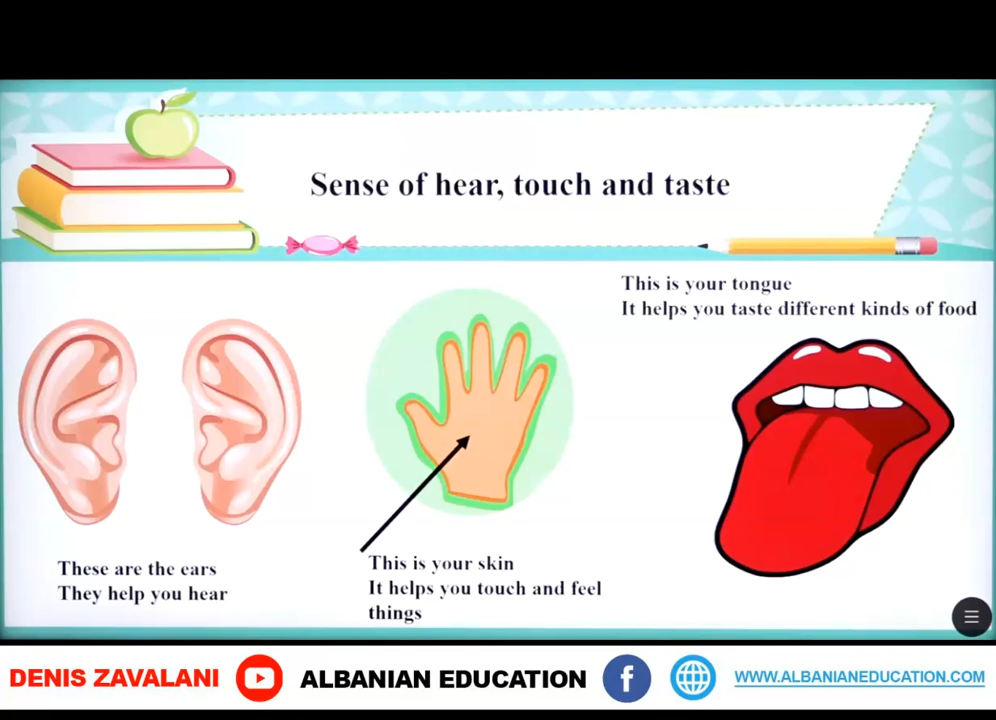 Sense of hear, touch and taste
This is your tongue
It helps you taste different kinds of food
These are the ears
They help you hear
This is your skin
It helps you touch and feel
things
DENIS ZAVALANI
ALBANIAN EDUCATION
f
WWW.ALBANIANEDUCATION.COM